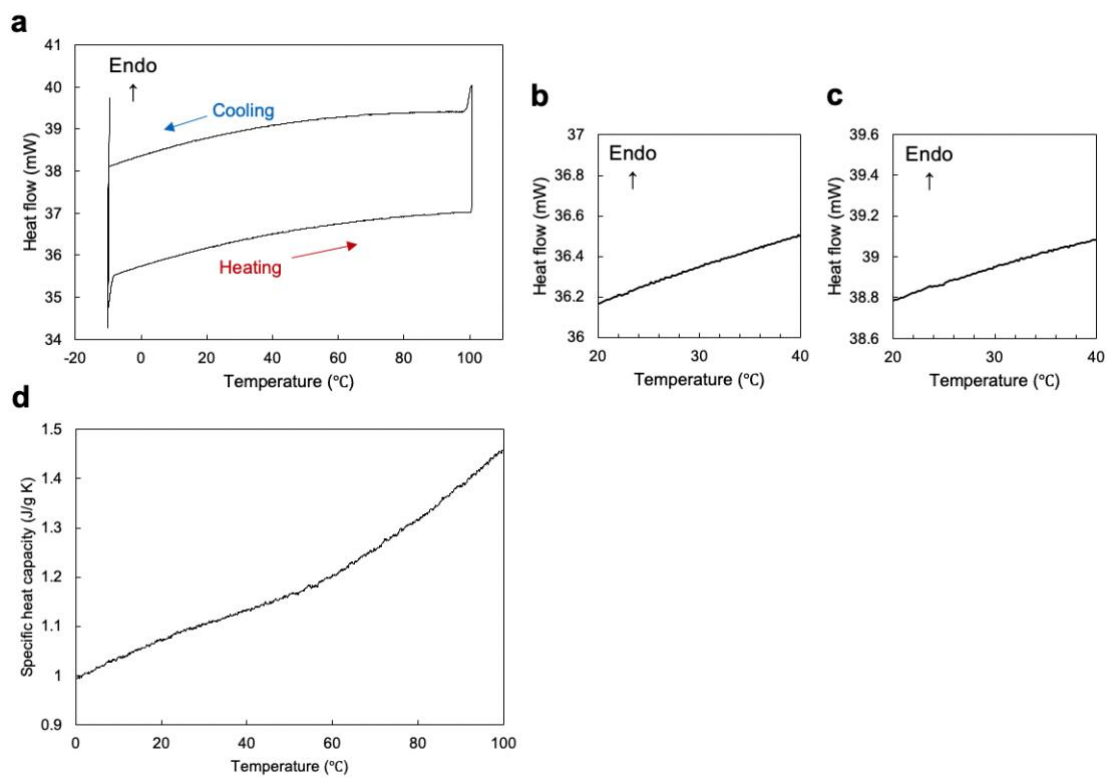 a
41
40
39
38
37
36
35
34
Heat flow (mW)
Endo
↑
Cooling
Heating
-20 0 20 40 60 80 100
Temperature (℃)
b
37
36.8
36.6
36.4
36.2
36
Heat flow (mW)
Endo
↑
20 30 40
Temperature (℃)
c
39.6
39.4
39.2
39
38.8
38.6
Heat flow (mW)
Endo
↑
20 30 40
Temperature (℃)
d
1.5
1.4
1.3
1.2
1.1
1
0.9
Specific heat capacity (J/g K)
0 20 40 60 80 100
Temperature (℃)